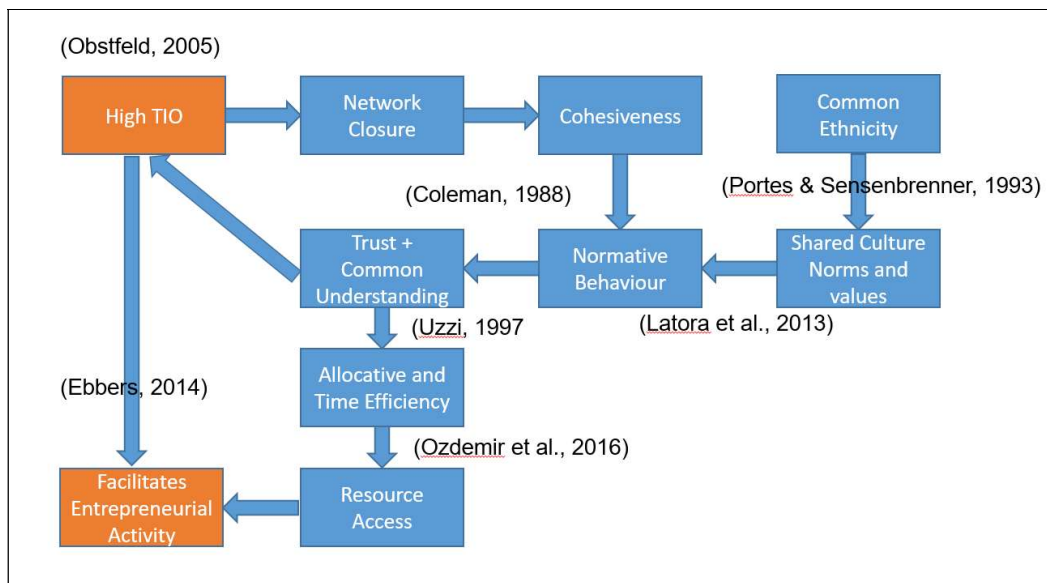 (Obstfeld, 2005)
High TIO
Network
Closure
Cohesiveness
Common
Ethnicity
(Coleman, 1988)
(Portes & Sensenbrenner, 1993)
Trust +
Common
Understanding
Normative
Behaviour
Shared Culture
Norms and
values
(Uzzi, 1997
(Latora et al., 2013)
(Ebbers, 2014)
Allocative and
Time Efficiency
(Ozdemir et al., 2016)
Facilitates
Entrepreneurial
Activity
Resource
Access